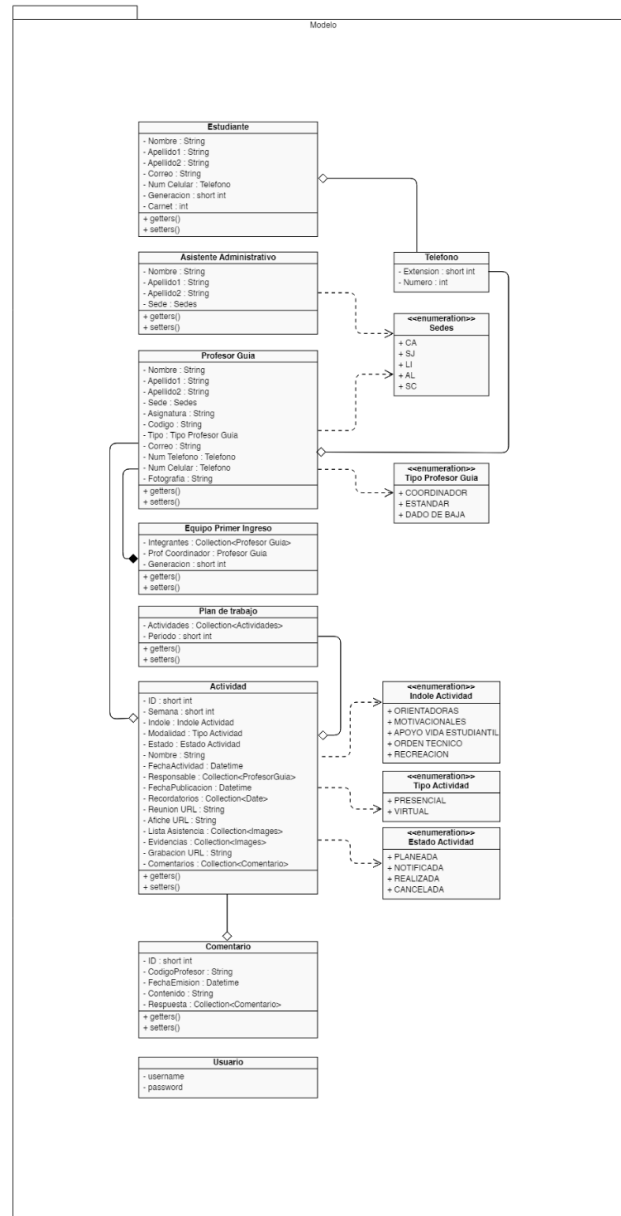 Modelo
Estudiante
- Nombre : String
- Apellido1 : String
- Apellido2 : String
- Correo : String
- Num Celular : Telefono
- Generacion : short int
- Carnet : int
+ getters()
+ setters()
Asistente Administrativo
- Nombre : String
- Apellido1 : String
- Apellido2 : String
- Sede : Sedes
+ getters()
+ setters()
Telefono
- Extension : short int
- Numero : int
<<enumeration>>
Sedes
+ CA
+ SJ
+ LI
+ AL
+ SC
Profesor Guia
- Nombre : String
- Apellido1 : String
- Apellido2 : String
- Sede : Sedes
- Asignatura : String
- Codigo : String
- Tipo : Tipo Profesor Guia
- Correo : String
- Num Telefono : Telefono
- Num Celular : Telefono
- Fotografia : String
+ getters()
+ setters()
<<enumeration>>
Tipo Profesor Guia
+ COORDINADOR
+ ESTANDAR
+ DADO DE BAJA
Equipo Primer Ingreso
- Integrantes : Collection<Profesor Guia>
- Prof Coordinador : Profesor Guia
- Generacion : short int
+ getters()
+ setters()
Plan de trabajo
- Actividades : Collection<Actividades>
- Periodo : short int
+ getters()
+ setters()
Actividad
- ID : short int
- Semana : short int
- Indole : Indole Actividad
- Modalidad : Tipo Actividad
- Estado : Estado Actividad
- Nombre : String
- FechaActividad : Datetime
- Responsable : Collection<ProfesorGuia>
- FechaPublicacion : Datetime
- Recordatorios : Collection<Date>
- Reunion URL : String
- Afiche URL : String
- Lista Asistencia : Collection<Images>
- Evidencias : Collection<Images>
- Grabacion URL : String
- Comentarios : Collection<Comentario>
+ getters()
+ setters()
<<enumeration>>
Indole Actividad
+ ORIENTADORAS
+ MOTIVACIONALES
+ APOYO VIDA ESTUDIANTIL
+ ORDEN TECNICO
+ RECREACION
<<enumeration>>
Tipo Actividad
+ PRESENCIAL
+ VIRTUAL
<<enumeration>>
Estado Actividad
+ PLANEADA
+ NOTIFICADA
+ REALIZADA
+ CANCELADA
Comentario
- ID : short int
- CodigoProfesor : String
- FechaEmision : Datetime
- Contenido : String
- Respuesta : Collection<Comentario>
+ getters()
+ setters()
Usuario
- username
- password